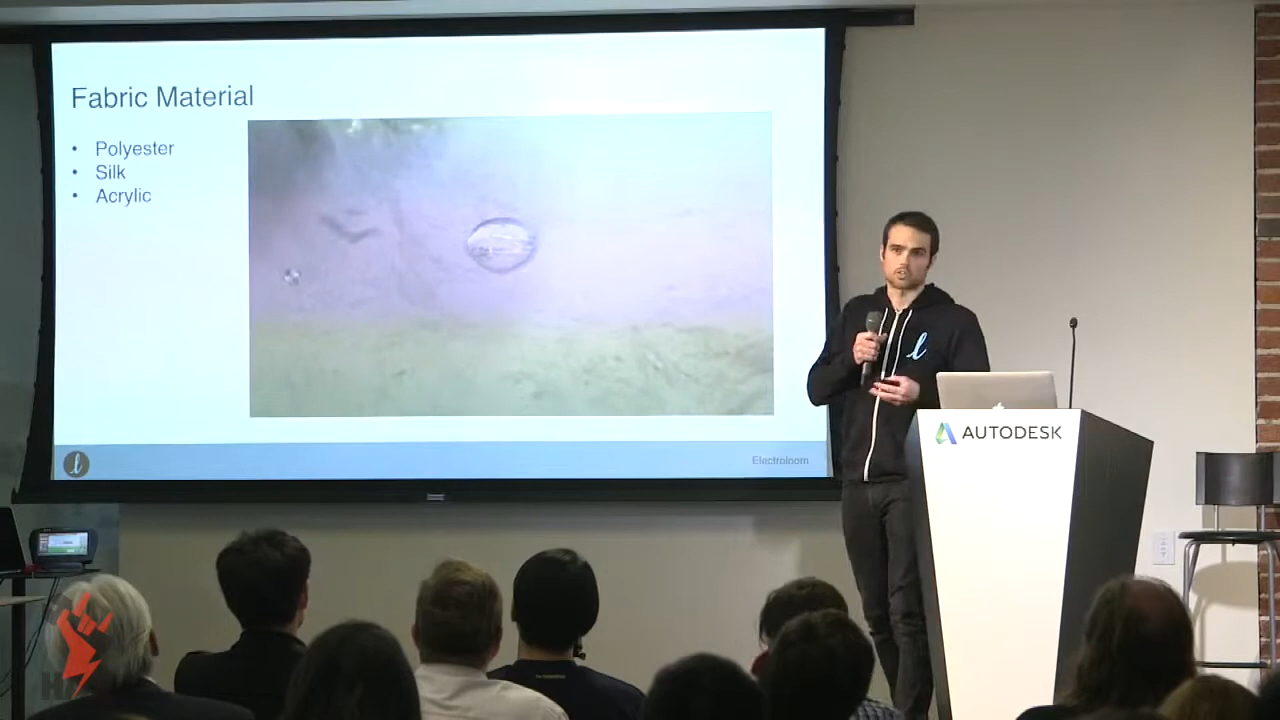 Fabric Material
• Polyester
• Silk
• Acrylic
Electroloom
AUTODESK